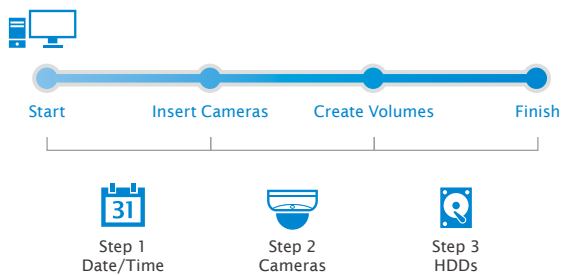 Start
Insert Cameras
Create Volumes
Finish
31
Step 1
Date/Time
Step 2
Cameras
Step 3
HDDs